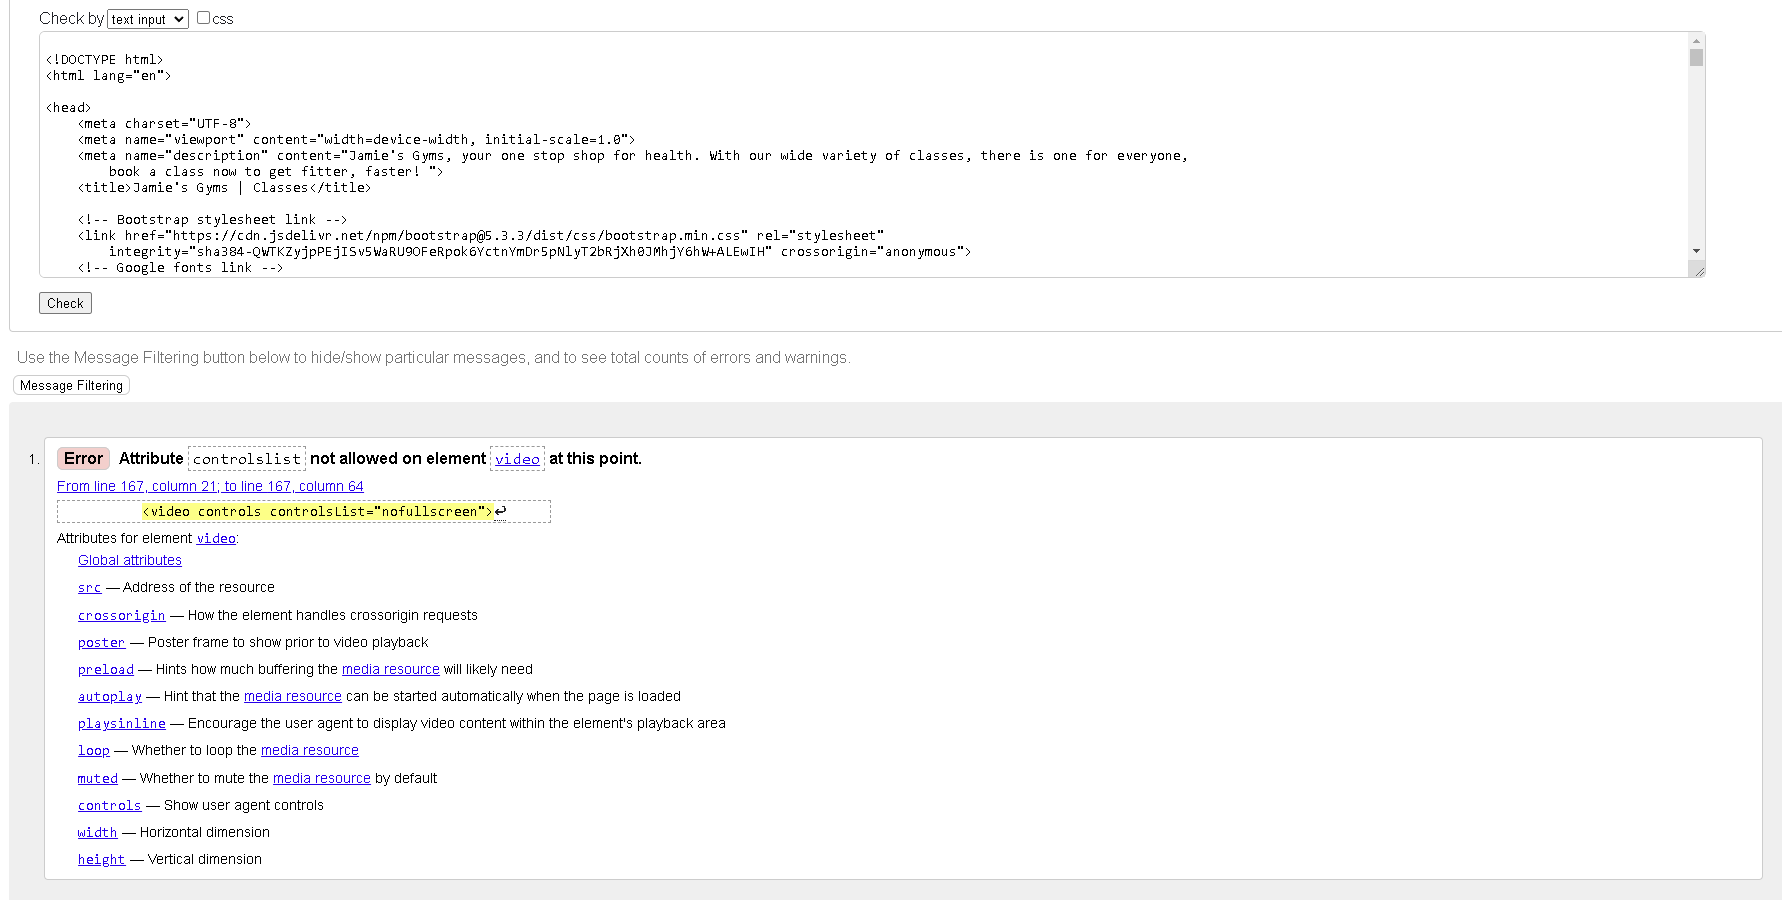 Check by text input css
<!DOCTYPE html>
<html lang="en">
<head>
<meta charset="UTF-8">
<meta name="viewport" content="width=device-width, initial-scale=1.0">
<meta name="description" content="Jamie's Gyms, your one stop shop for health. With our wide variety of classes, there is one for everyone,
book a class now to get fitter, faster! ">
<title>Jamie's Gyms | Classes</title>
<!-- Bootstrap stylesheet link -->
<link href="https://cdn.jsdelivr.net/npm/bootstrap@5.3.3/dist/css/bootstrap.min.css" rel="stylesheet"
integrity="sha384-QWTKZyjpPEjISv5WaRU9OFeRpok6YctnYmDr5pNlyT2bRjXh0JMhjY6hW+ALEwIH" crossorigin="anonymous">
<!-- Google fonts link -->
Check
Use the Message Filtering button below to hide/show particular messages, and to see total counts of errors and warnings.
Message Filtering
1. Error Attribute controlslist not allowed on element video at this point.
From line 167, column 21; to line 167, column 64
<video controls controlsList="nofullscreen">↩
Attributes for element video:
Global attributes
src — Address of the resource
crossorigin — How the element handles crossorigin requests
poster — Poster frame to show prior to video playback
preload — Hints how much buffering the media resource will likely need
autoplay — Hint that the media resource can be started automatically when the page is loaded
playsinline — Encourage the user agent to display video content within the element's playback area
loop — Whether to loop the media resource
muted — Whether to mute the media resource by default
controls — Show user agent controls
width — Horizontal dimension
height — Vertical dimension